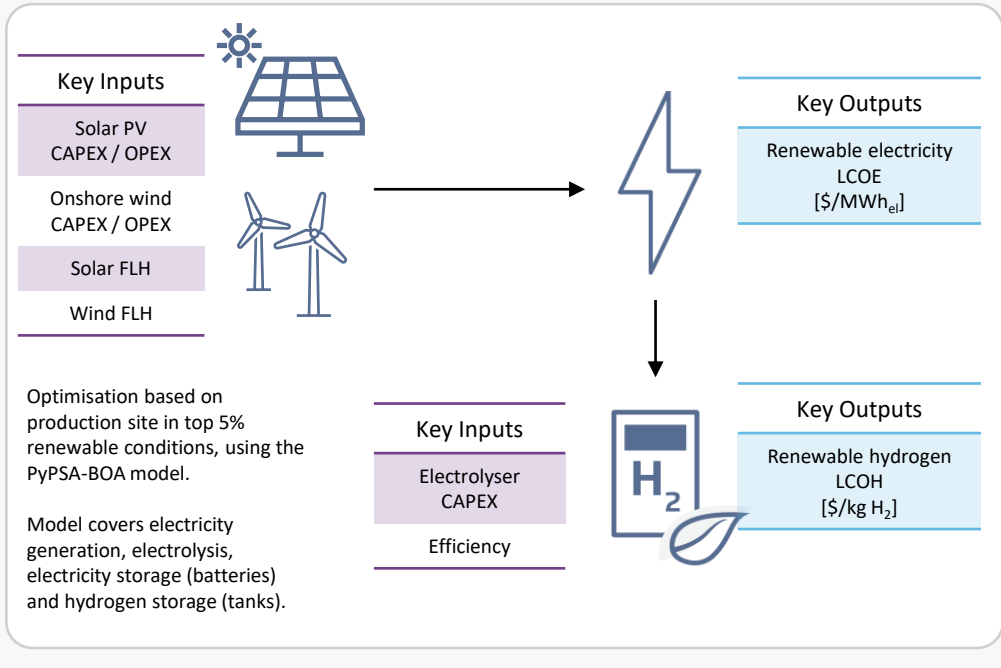 Key Inputs
Solar PV
CAPEX / OPEX
Onshore wind
CAPEX / OPEX
Solar FLH
Wind FLH
Key Outputs
Renewable electricity
LCOE
[$/MWhel]
Optimisation based on
production site in top 5%
renewable conditions, using the
PyPSA-BOA model.
Model covers electricity
generation, electrolysis,
electricity storage (batteries)
and hydrogen storage (tanks).
Key Inputs
Electrolyser
CAPEX
Efficiency
H2
Key Outputs
Renewable hydrogen
LCOH
[$/kg H2]